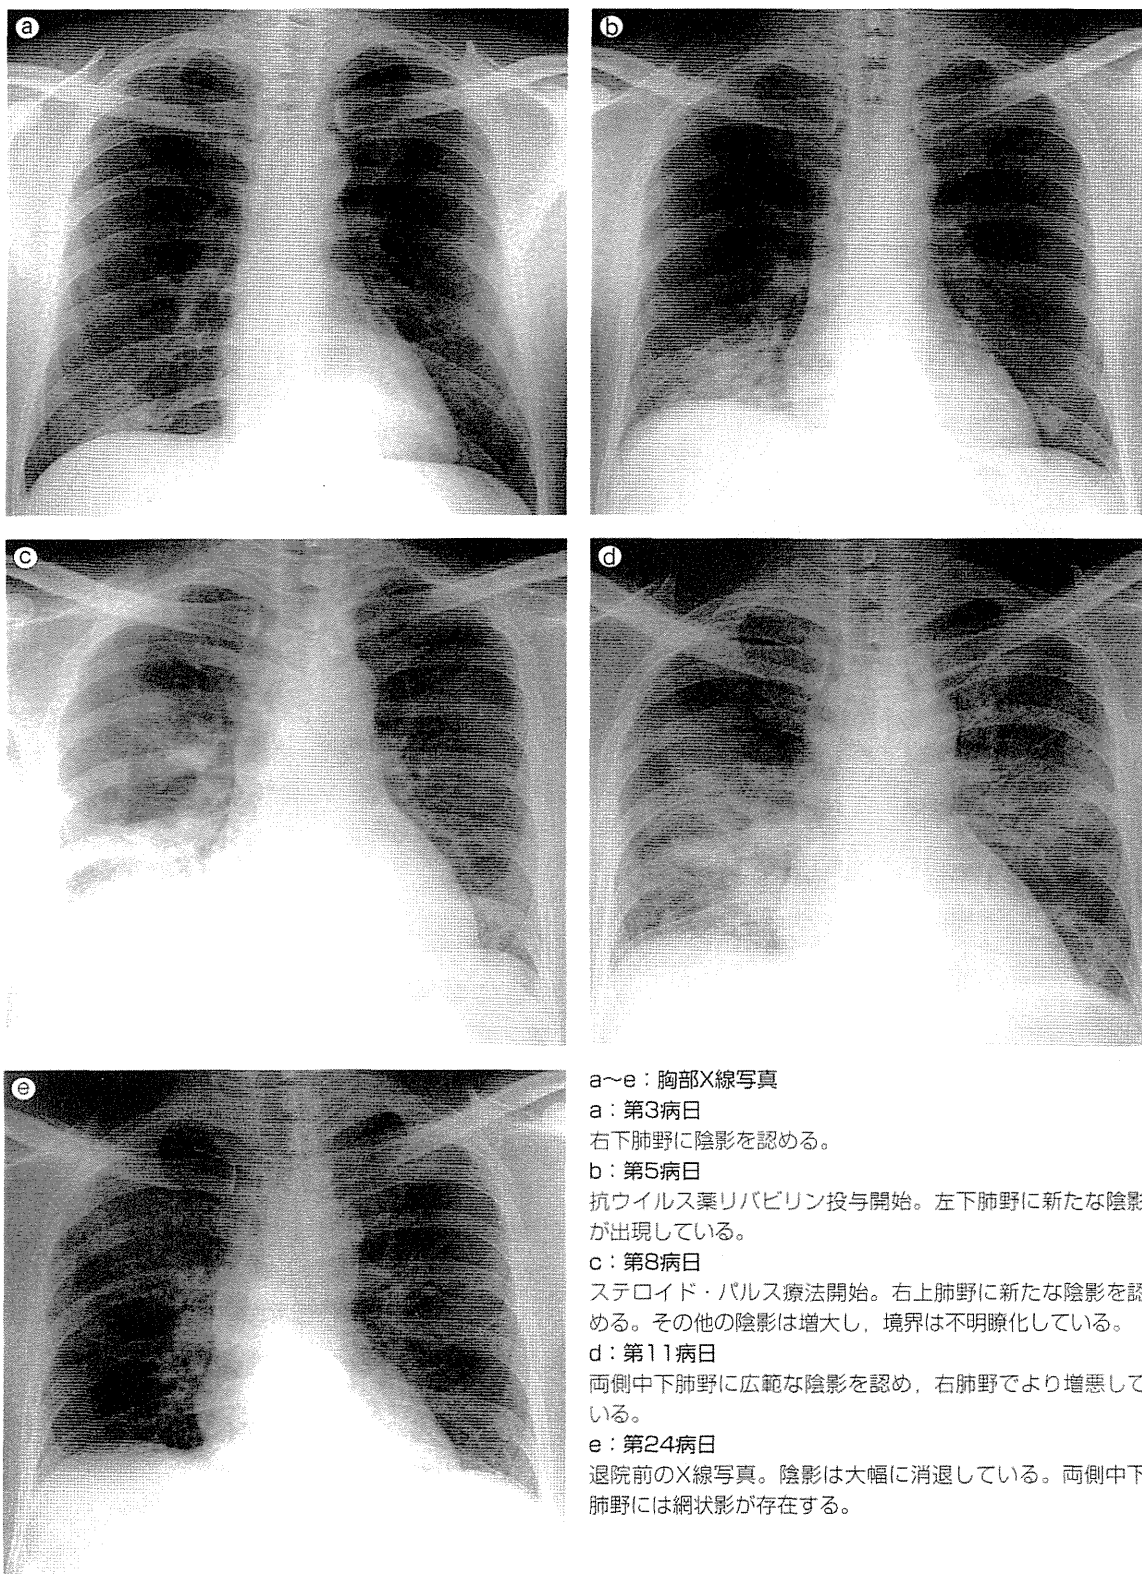 a
b
c
d
e
a～e：胸部X線写真
a：第3病日
右下肺野に陰影を認める。
b：第5病日
抗ウイルス薬リバビリン投与開始。左下肺野に新たな陰影
が出現している。
c：第8病日
ステロイド・パルス療法開始。右上肺野に新たな陰影を認
める。その他の陰影は増大し，境界は不明瞭化している。
d：第11病日
両側中下肺野に広範な陰影を認め，右肺野でより増悪して
いる。
e：第24病日
退院前のX線写真。陰影は大幅に消退している。両側中下
肺野には網状影が存在する。